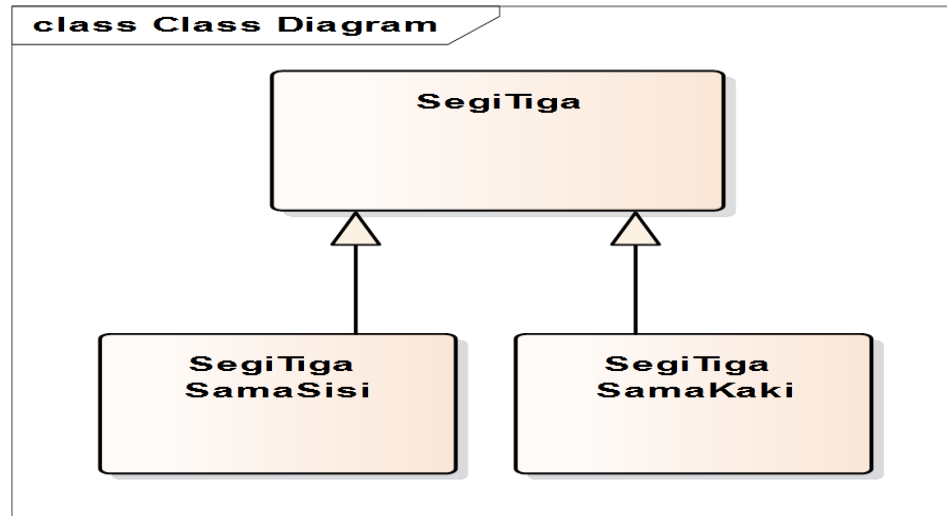 class Class Diagram
SegiTiga
SegiTiga
SamaSisi
SegiTiga
SamaKaki